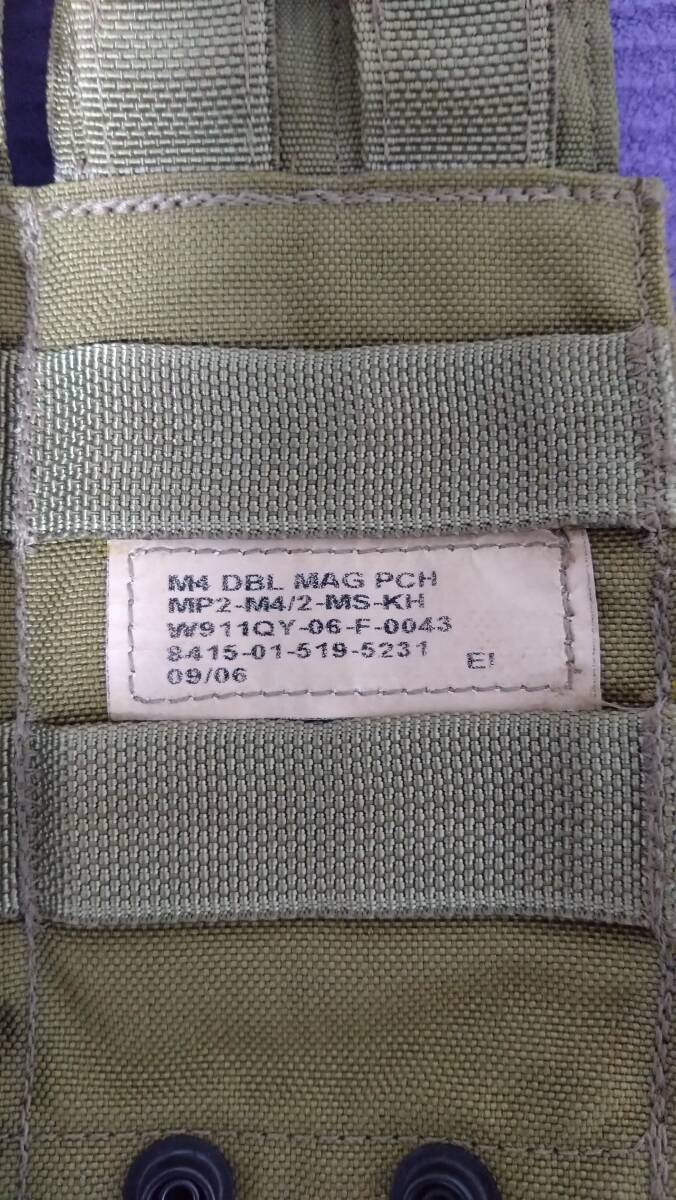 M4 DBL MAG PCH
MP2-M4/2-MS-KH
W911QY-06-F-0043
8415-01-519-5231
EI
09/06